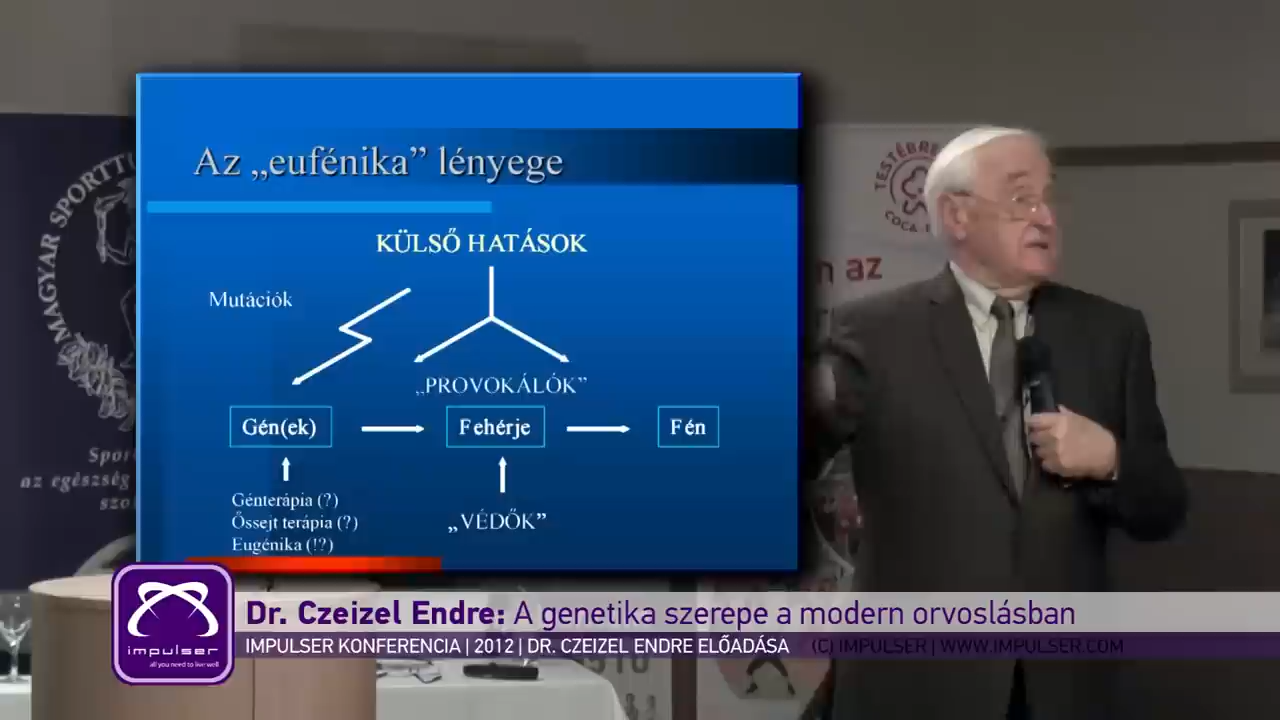 Az „eufénika” lényege
KÜLSŐ HATÁSOK
Mutációk
„PROVOKÁLÓK”
Gén(ek)
Fehérje
Fén
Génterápia (?)
Őssejt terápia (?)
Eugénika (!?)
„VÉDŐK”
MAGYAR SPORTTU
Spor
az egészség
szo
TESTÉBRE
COCA-
n az
impulser
all you need to live well
Dr. Czeizel Endre: A genetika szerepe a modern orvoslásban
IMPULSER KONFERENCIA | 2012 | DR. CZEIZEL ENDRE ELŐADÁSA (C) IMPULSER | WWW.IMPULSER.COM